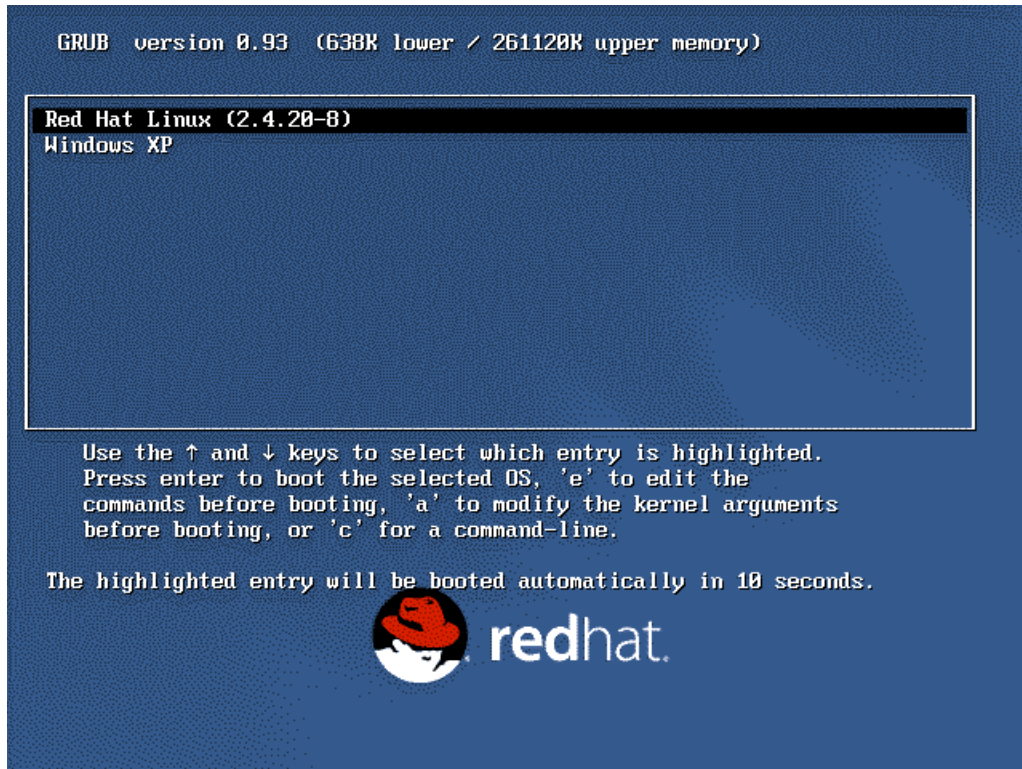 GRUB version 0.93 (638K lower / 261120K upper memory)
Red Hat Linux (2.4.20-8)
Windows XP
Use the ↑ and ↓ keys to select which entry is highlighted.
Press enter to boot the selected OS, 'e' to edit the
commands before booting, 'a' to modify the kernel arguments
before booting, or 'c' for a command-line.
The highlighted entry will be booted automatically in 10 seconds.
redhat.